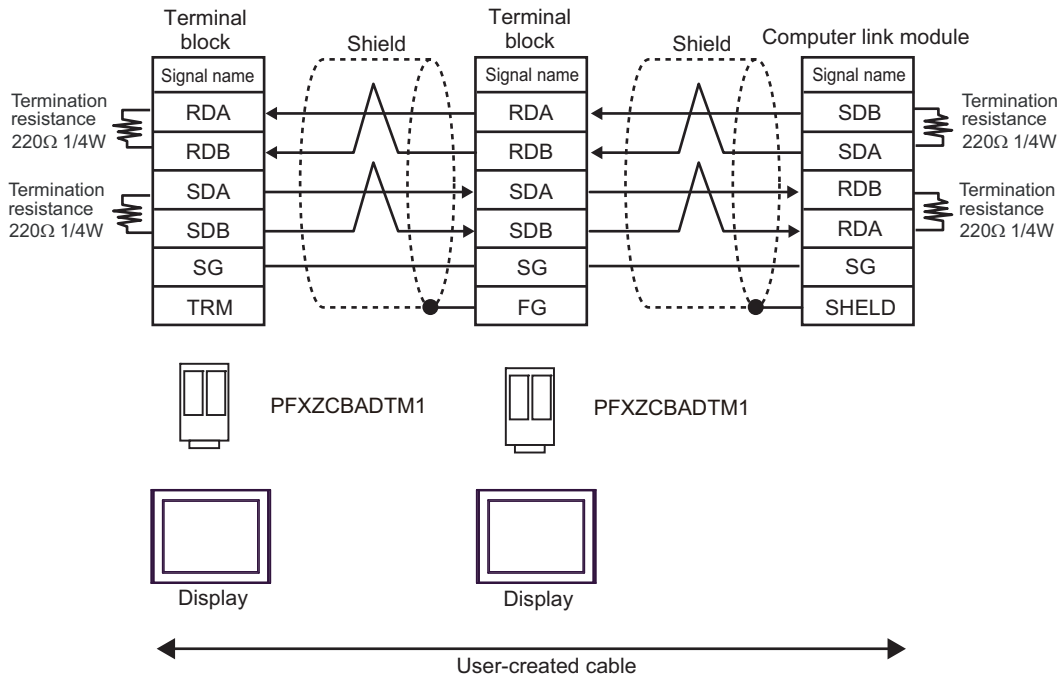 Terminal
block
Shield
Terminal
block
Shield
Computer link module
Signal name
Signal name
Signal name
Termination
resistance
220Ω 1/4W
RDA
RDA
SDB
Termination
resistance
220Ω 1/4W
RDB
RDB
SDA
Termination
resistance
220Ω 1/4W
SDA
SDA
RDB
Termination
resistance
220Ω 1/4W
SDB
SDB
RDA
SG
SG
SG
TRM
FG
SHELD
PFXZCBADTM1
PFXZCBADTM1
Display
Display
User-created cable